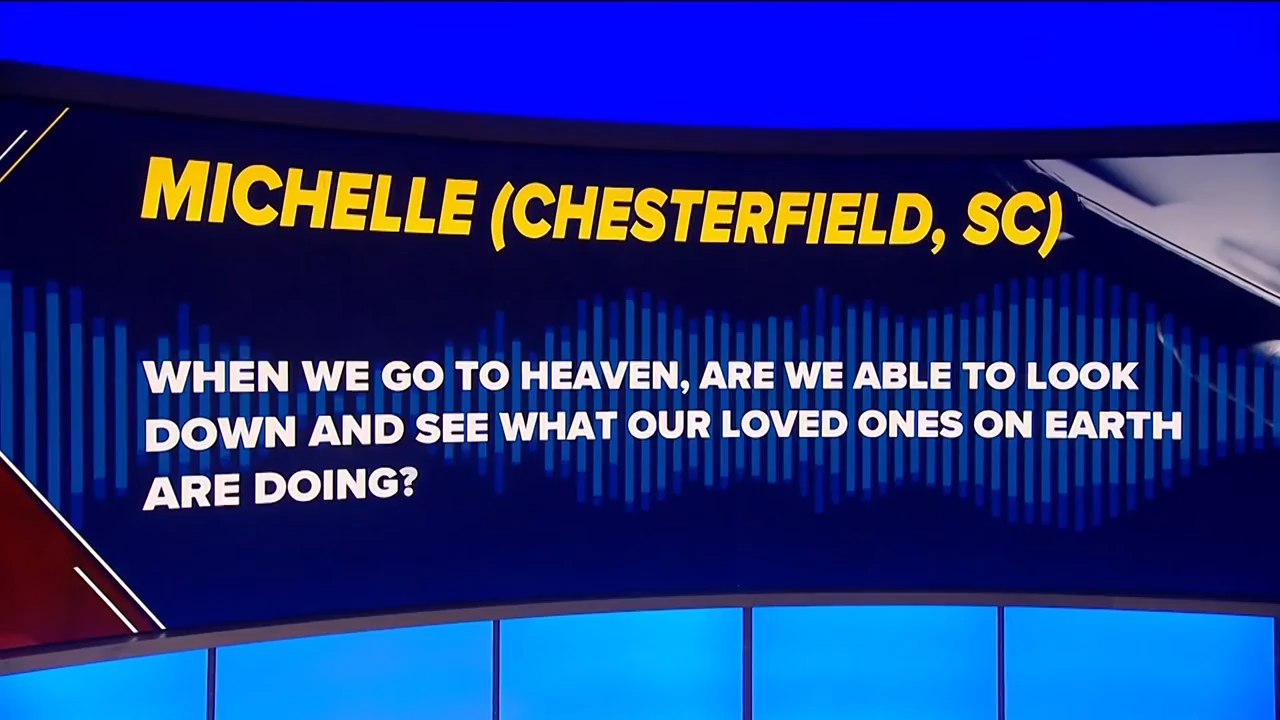 MICHELLE (CHESTERFIELD, SC)
WHEN WE GO TO HEAVEN, ARE WE ABLE TO LOOK
DOWN AND SEE WHAT OUR LOVED ONES ON EARTH
ARE DOING?